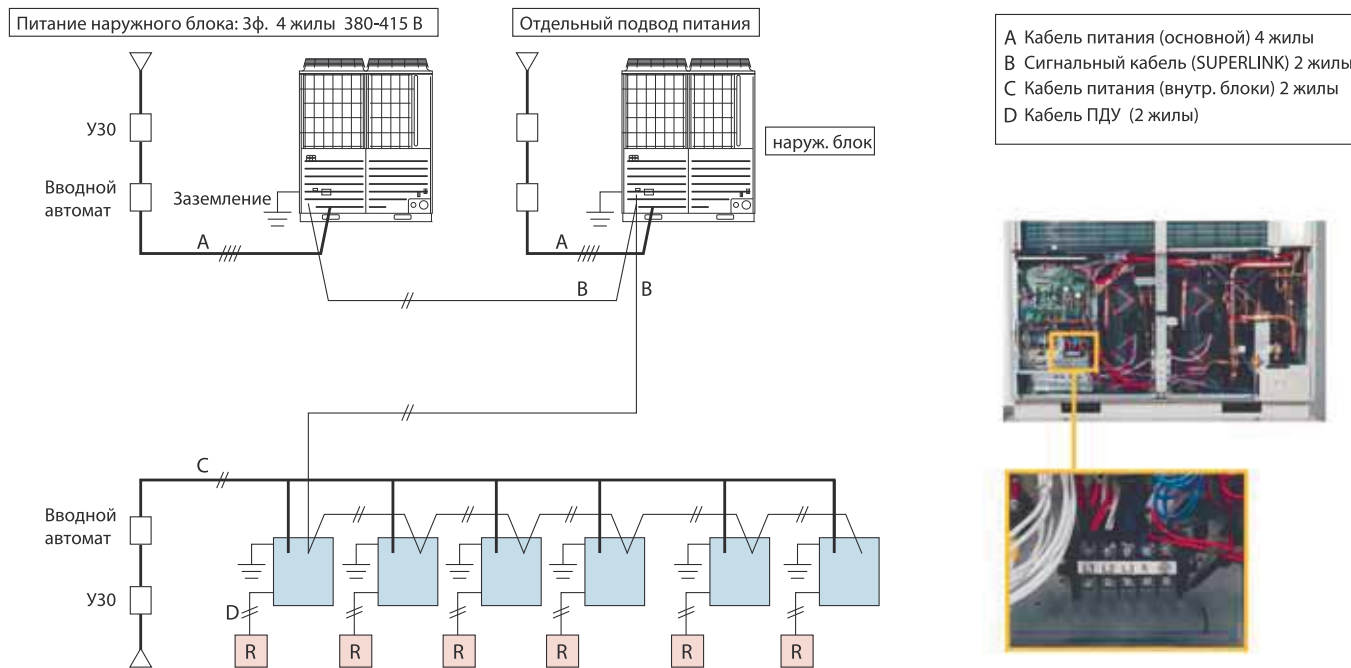 Питание наружного блока: 3ф. 4 жилы 380-415 В
Отдельный подвод питания
A Кабель питания (основной) 4 жилы
B Сигнальный кабель (SUPERLINK) 2 жилы
C Кабель питания (внутр. блоки) 2 жилы
D Кабель ПДУ (2 жилы)
УЗО
наруж. блок
Вводной
автомат
Заземление
A
A
B
B
C
Вводной
автомат
УЗО
D
R
R
R
R
R
R